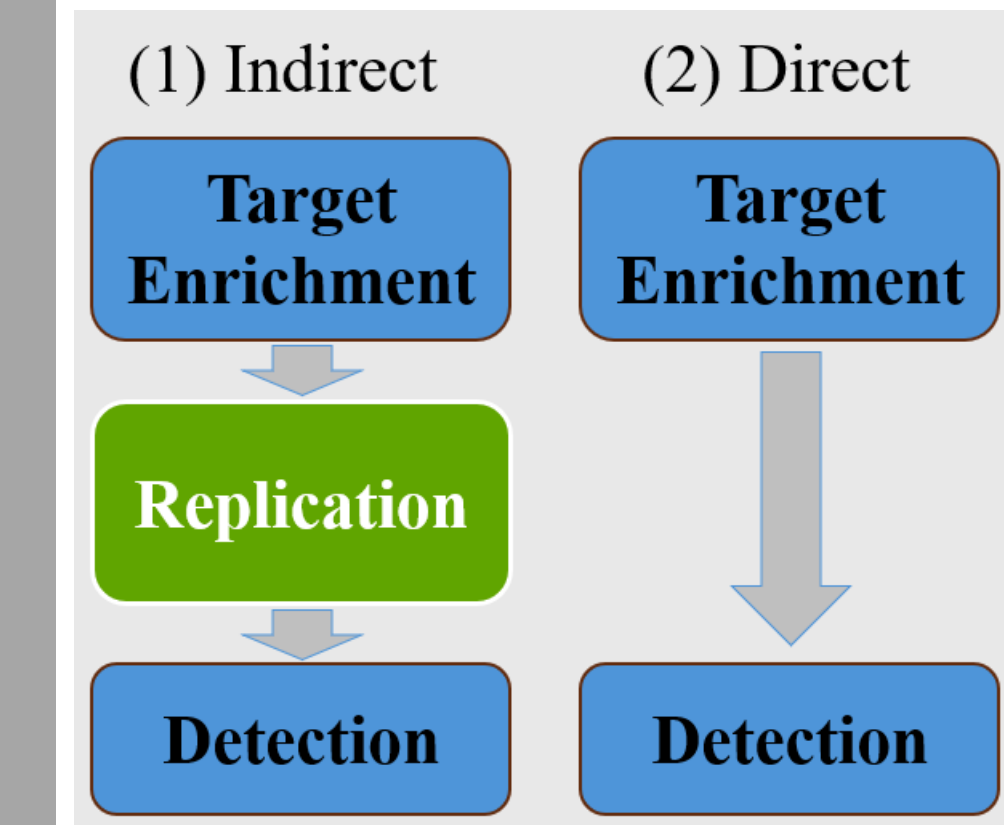 (1) Indirect
Target
Enrichment
Replication
Detection
(2) Direct
Target
Enrichment
Detection